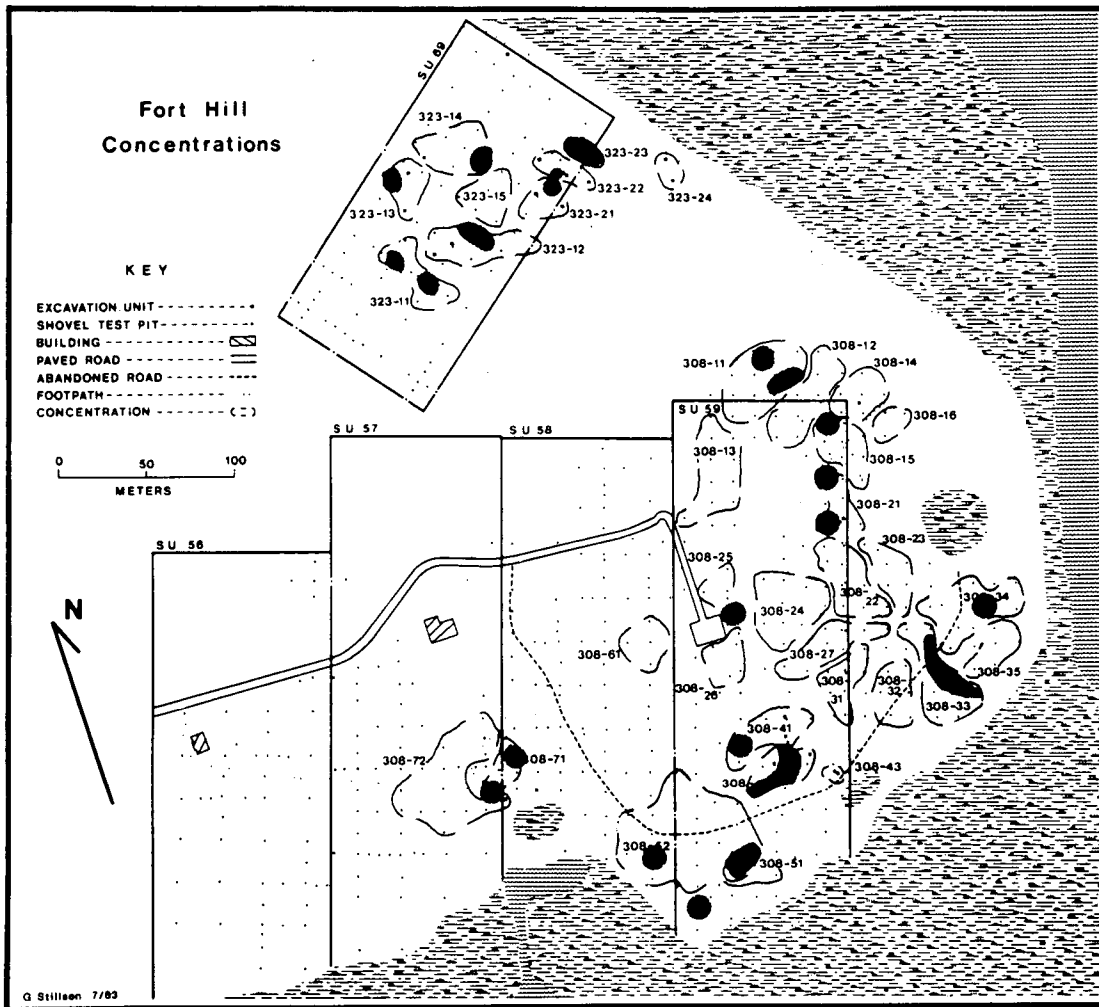 Fort Hill
Concentrations
KEY
EXCAVATION UNIT
SHOVEL TEST PIT
BUILDING
PAVED ROAD
ABANDONED ROAD
FOOTPATH
CONCENTRATION
0 50 100
METERS
N
SU 69
323-14
323-23
323-22
323-24
323-15
323-13
323-21
323-12
323-11
308-12
308-11
308-14
SU 59
308-16
SU 57
SU 58
308-13
308-15
308-21
308-23
SU 56
308-25
308-22
308-24
308-34
308-61
308-27
308-26
308-31
308-32
308-35
308-33
308-41
308-72
308-71
308-43
308-
308-52
308-51
G Stillson 7/83